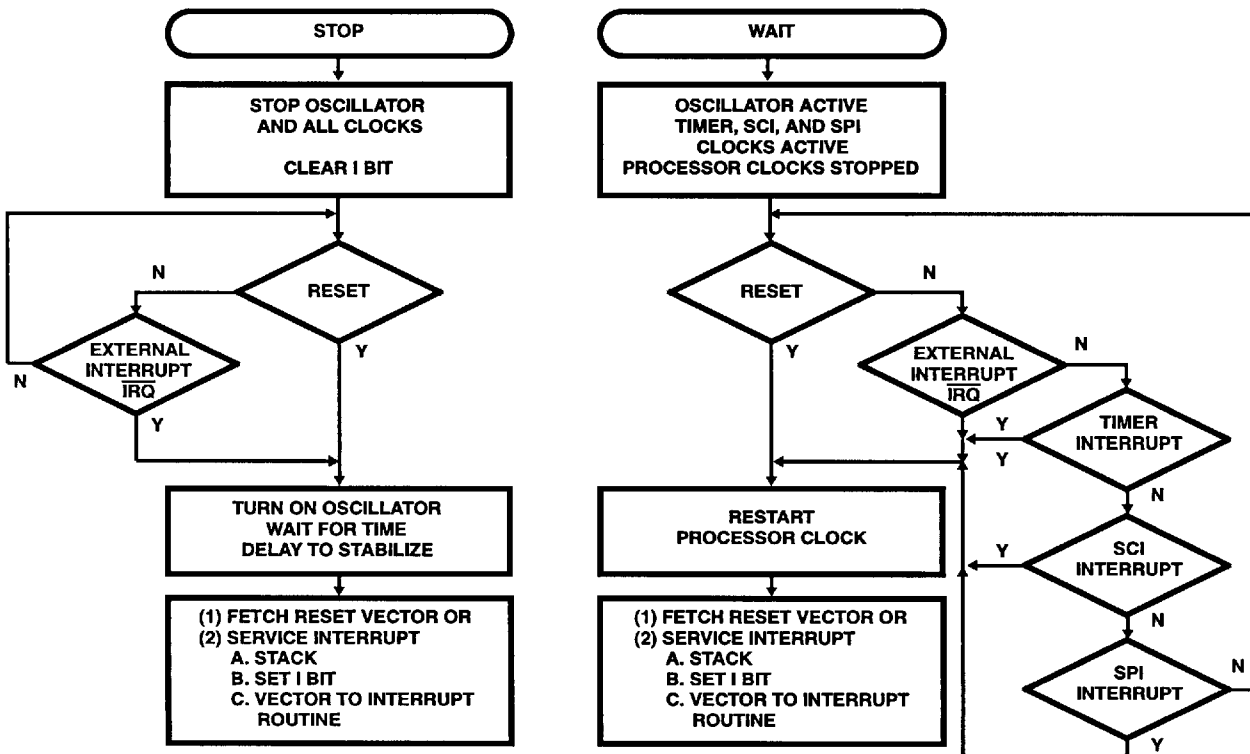 STOP
STOP OSCILLATOR
AND ALL CLOCKS
CLEAR I BIT
RESET
N
Y
EXTERNAL
INTERRUPT
IRQ
N
Y
TURN ON OSCILLATOR
WAIT FOR TIME
DELAY TO STABILIZE
(1) FETCH RESET VECTOR OR
(2) SERVICE INTERRUPT
A. STACK
B. SET I BIT
C. VECTOR TO INTERRUPT
ROUTINE
WAIT
OSCILLATOR ACTIVE
TIMER, SCI, AND SPI
CLOCKS ACTIVE
PROCESSOR CLOCKS STOPPED
RESET
N
Y
EXTERNAL
INTERRUPT
IRQ
N
Y
TIMER
INTERRUPT
Y
N
SCI
INTERRUPT
Y
N
SPI
INTERRUPT
N
Y
RESTART
PROCESSOR CLOCK
(1) FETCH RESET VECTOR OR
(2) SERVICE INTERRUPT
A. STACK
B. SET I BIT
C. VECTOR TO INTERRUPT
ROUTINE